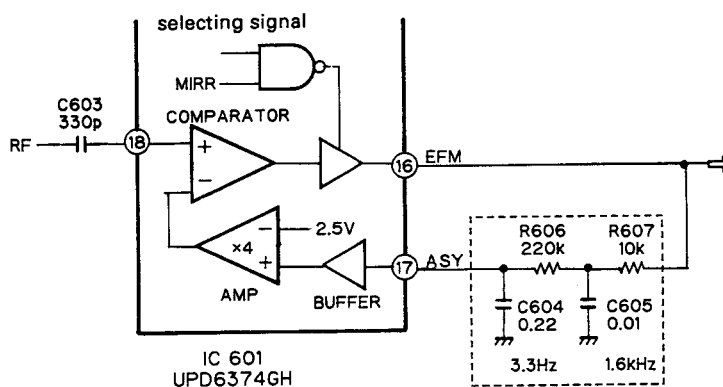 selecting signal
MIRR
C603
330p
COMPARATOR
RF
18
+
−
16
EFM
×4
−
2.5V
+
AMP
BUFFER
17
ASY
R606
220k
R607
10k
C604
0.22
C605
0.01
3.3Hz
1.6kHz
IC 601
UPD6374GH